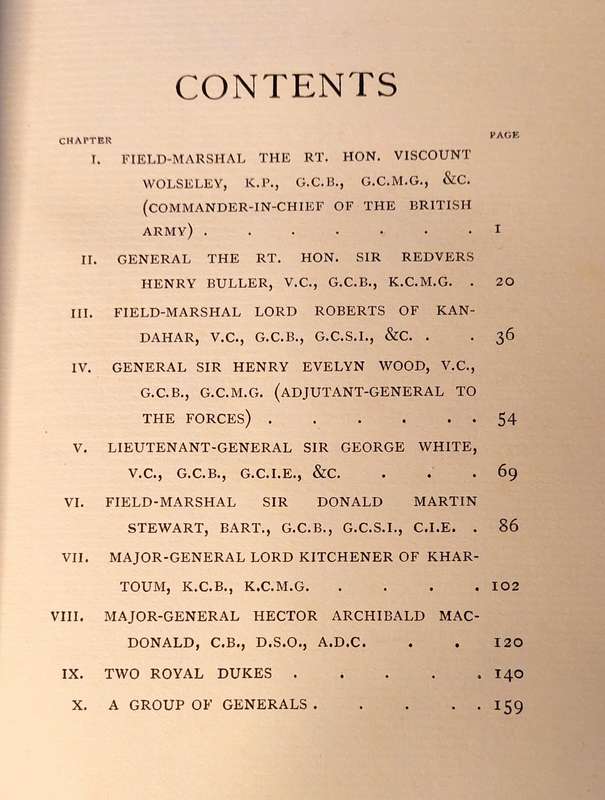 CONTENTS
CHAPTER PAGE
I. FIELD-MARSHAL THE RT. HON. VISCOUNT
WOLSELEY, K.P., G.C.B., G.C.M.G., &C.
(COMMANDER-IN-CHIEF OF THE BRITISH
ARMY) . . . . . . . 1
II. GENERAL THE RT. HON. SIR REDVERS
HENRY BULLER, V.C., G.C.B., K.C.M.G. . 20
III. FIELD-MARSHAL LORD ROBERTS OF KAN-
DAHAR, V.C., G.C.B., G.C.S.I., &C. . . 36
IV. GENERAL SIR HENRY EVELYN WOOD, V.C.,
G.C.B., G.C.M.G. (ADJUTANT-GENERAL TO
THE FORCES) . . . . . . 54
V. LIEUTENANT-GENERAL SIR GEORGE WHITE,
V.C., G.C.B., G.C.I.E., &C. . . . 69
VI. FIELD-MARSHAL SIR DONALD MARTIN
STEWART, BART., G.C.B., G.C.S.I., C.I.E. . 86
VII. MAJOR-GENERAL LORD KITCHENER OF KHAR-
TOUM, K.C.B., K.C.M.G. . . . . 102
VIII. MAJOR-GENERAL HECTOR ARCHIBALD MAC-
DONALD, C.B., D.S.O., A.D.C. . . . 120
IX. TWO ROYAL DUKES . . . . . 140
X. A GROUP OF GENERALS . . . . . 159